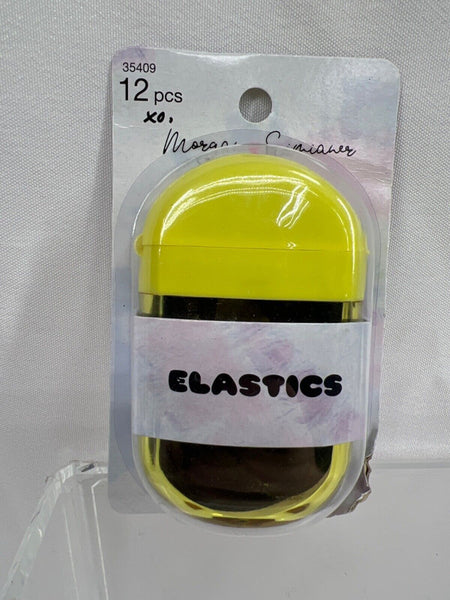 35409
12 pcs
xo,
ELASTICS